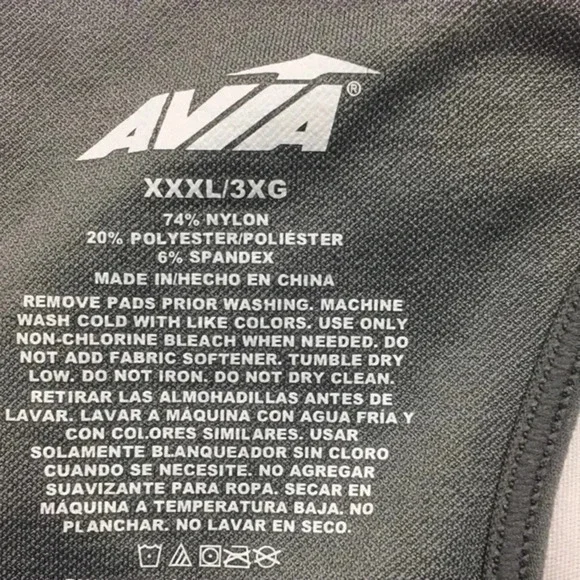 AVIA®
XXXL/3XG
74% NYLON
20% POLYESTER/POLIÉSTER
6% SPANDEX
MADE IN/HECHO EN CHINA
REMOVE PADS PRIOR WASHING. MACHINE
WASH COLD WITH LIKE COLORS. USE ONLY
NON-CHLORINE BLEACH WHEN NEEDED. DO
NOT ADD FABRIC SOFTENER. TUMBLE DRY
LOW. DO NOT IRON. DO NOT DRY CLEAN.
RETIRAR LAS ALMOHADILLAS ANTES DE
LAVAR. LAVAR A MÁQUINA CON AGUA FRÍA Y
CON COLORES SIMILARES. USAR
SOLAMENTE BLANQUEADOR SIN CLORO
CUANDO SE NECESITE. NO AGREGAR
SUAVIZANTE PARA ROPA. SECAR EN
MÁQUINA A TEMPERATURA BAJA. NO
PLANCHAR. NO LAVAR EN SECO.